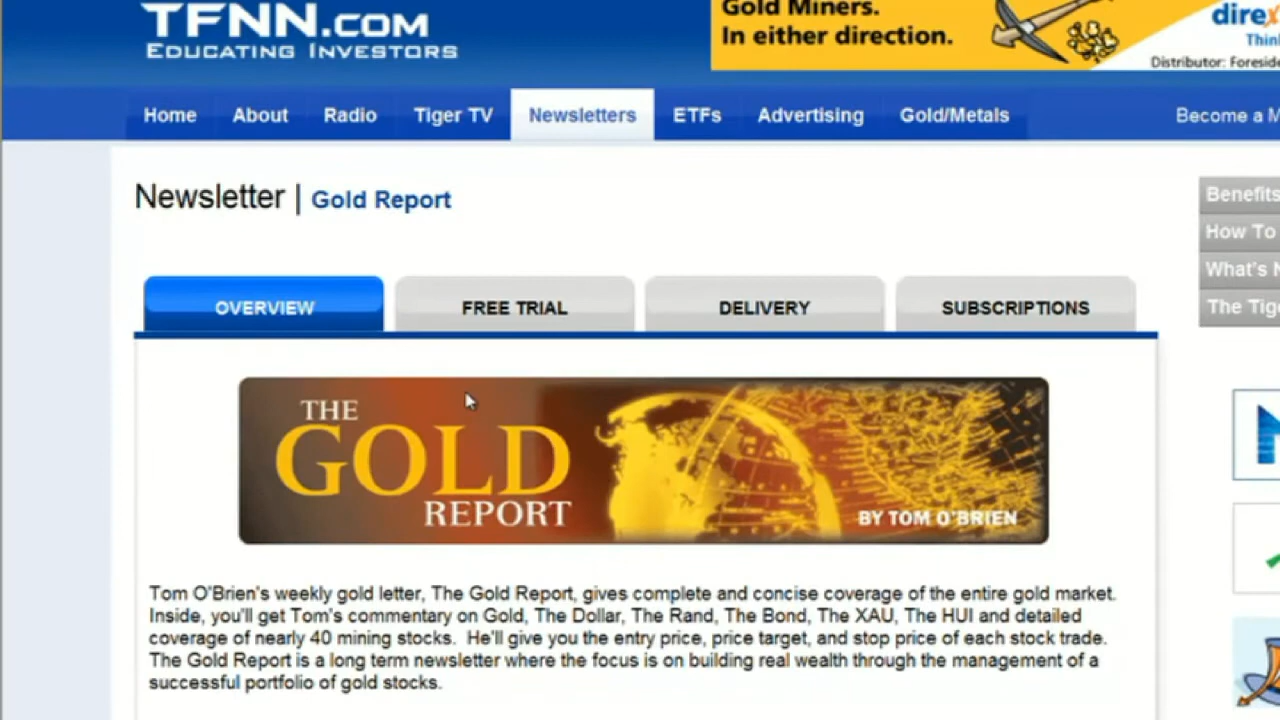 TFNN.COM
EDUCATING INVESTORS
Gold Miners.
In either direction.
Distributor:
Home About Radio Tiger TV Newsletters ETFs Advertising Gold/Metals Become a
Newsletter | Gold Report
Benefits
How To
What's
The
OVERVIEW FREE TRIAL DELIVERY SUBSCRIPTIONS
THE
GOLD
REPORT
BY TOM O'BRIEN
Tom O'Brien's weekly gold letter, The Gold Report, gives complete and concise coverage of the entire gold market.
Inside, you'll get Tom's commentary on Gold, The Dollar, The Rand, The Bond, The XAU, The HUI and detailed
coverage of nearly 40 mining stocks. He'll give you the entry price, price target, and stop price of each stock trade.
The Gold Report is a long term newsletter where the focus is on building real wealth through the management of a
successful portfolio of gold stocks.